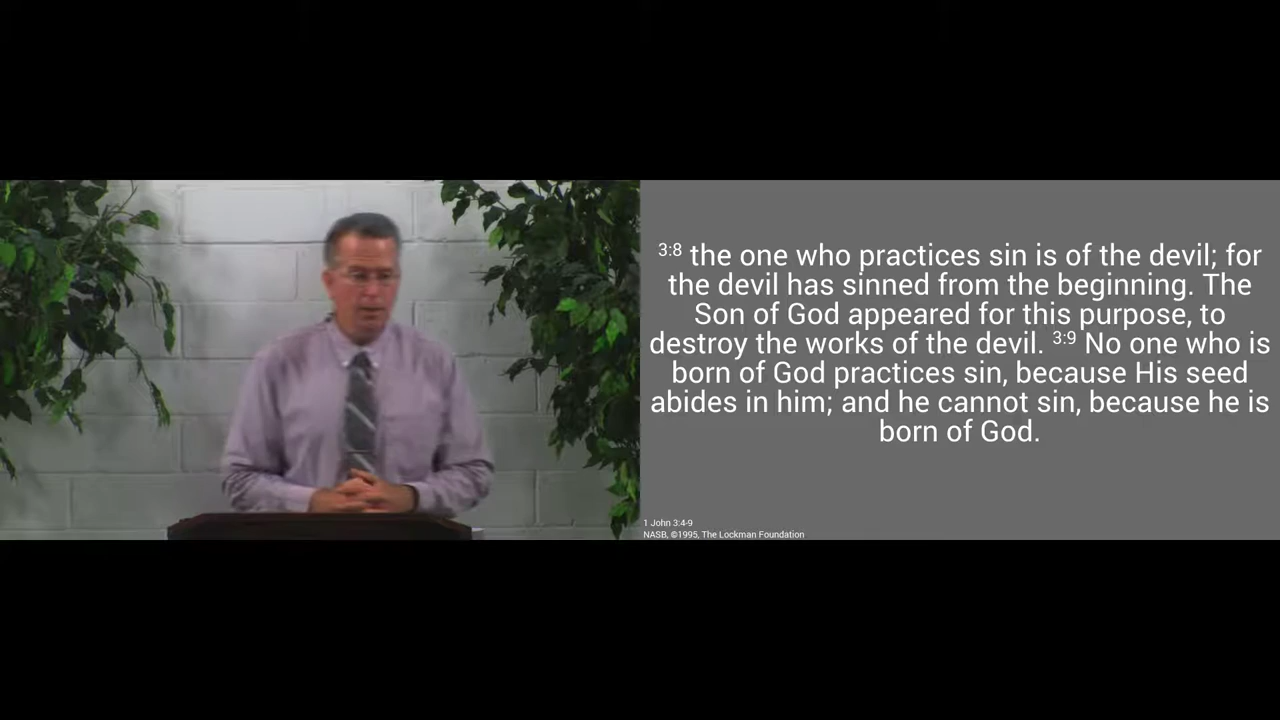 3:8 the one who practices sin is of the devil; for
the devil has sinned from the beginning. The
Son of God appeared for this purpose, to
destroy the works of the devil. 3:9 No one who is
born of God practices sin, because His seed
abides in him; and he cannot sin, because he is
born of God.
1 John 3:4-9
NASB, ©1995, The Lockman Foundation